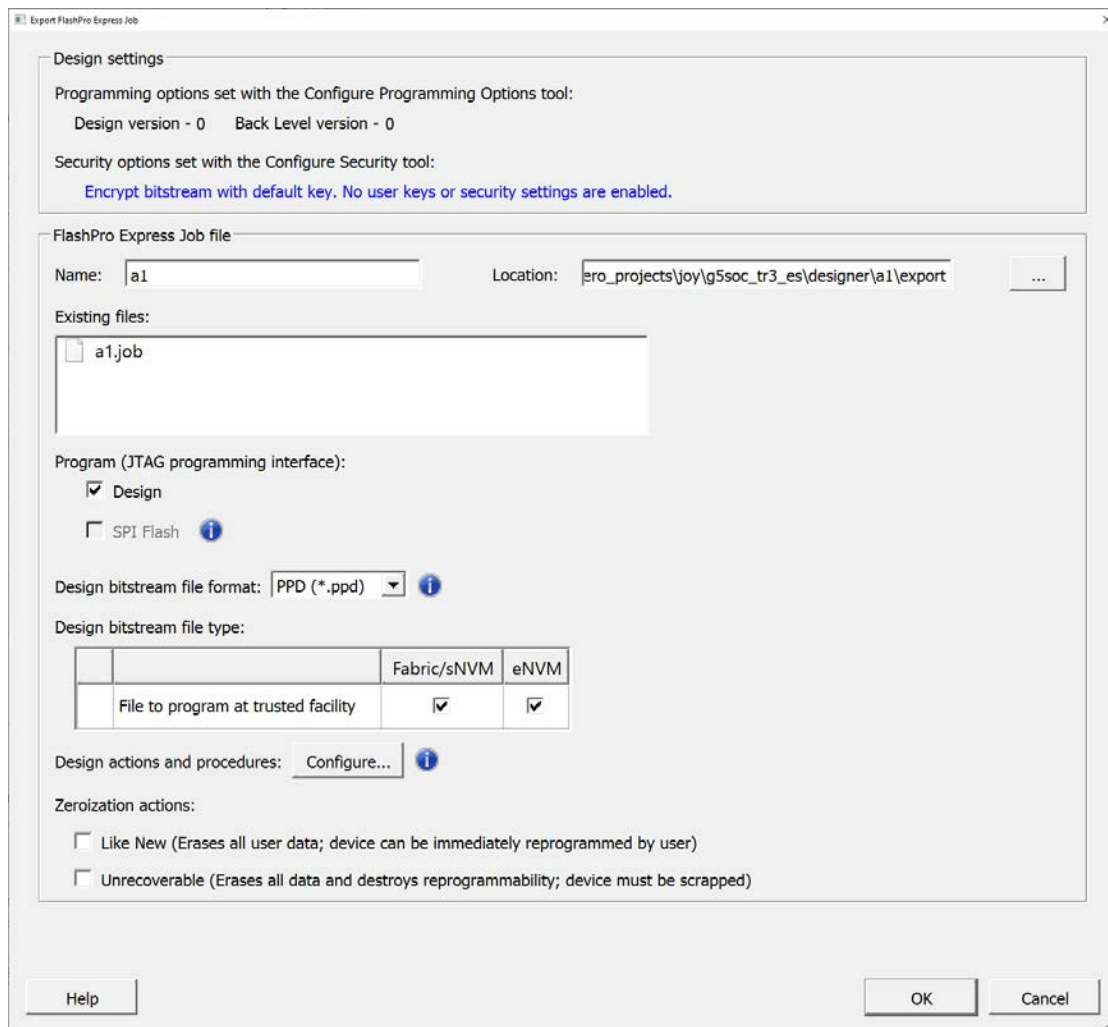 Export FlashPro Express Job
Design settings
Programming options set with the Configure Programming Options tool:
Design version - 0 Back Level version - 0
Security options set with the Configure Security tool:
Encrypt bitstream with default key. No user keys or security settings are enabled.
FlashPro Express Job file
Name: a1 Location: ero_projects\joy\g5soc_tr3_es\designer\a1\export ...
Existing files:
a1.job
Program (JTAG programming interface):
Design
SPI Flash
Design bitstream file format: PPD (*.ppd)
Design bitstream file type:
Fabric/sNVM eNVM
File to program at trusted facility
Design actions and procedures: Configure...
Zeroization actions:
Like New (Erases all user data; device can be immediately reprogrammed by user)
Unrecoverable (Erases all data and destroys reprogrammability; device must be scrapped)
Help OK Cancel